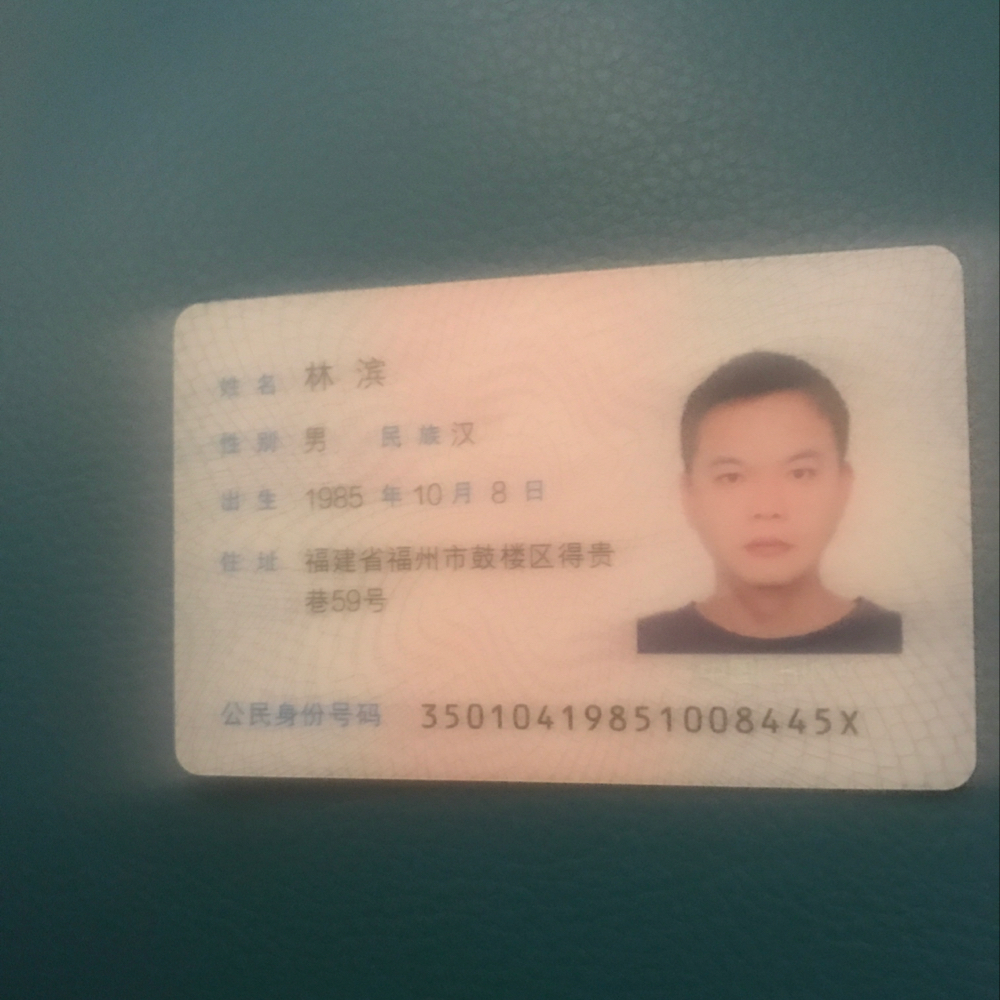 姓名 林滨
性别 男 民族 汉
出生 1985 年 10 月 8 日
住址 福建省福州市鼓楼区得贵
巷59号
公民身份号码 35010419851008445X